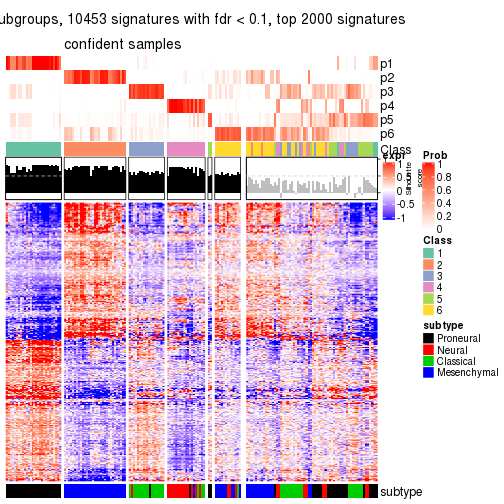 ubgroups, 10453 signatures with fdr < 0.1, top 2000 signatures
confident samples
p1
p2
p3
p4
p5
p6
Class
expr
1
0.5
0
-0.5
-1
Silhouette
score
Prob
1
0.8
0.6
0.4
0.2
0
Class
1
2
3
4
5
6
subtype
Proneural
Neural
Classical
Mesenchymal
subtype